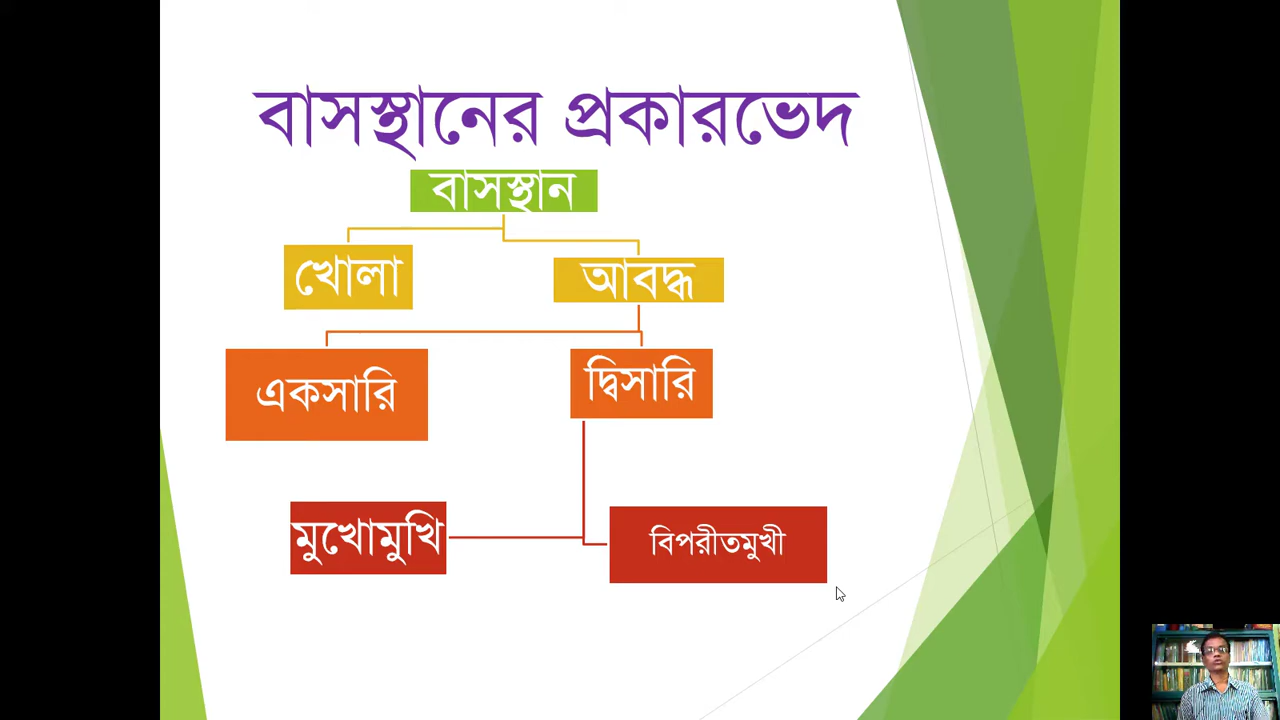 বাসস্থানের প্রকারভেদ
বাসস্থান
খোলা
আবদ্ধ
একসারি
দ্বিসারি
মুখোমুখি
বিপরীতমুখী